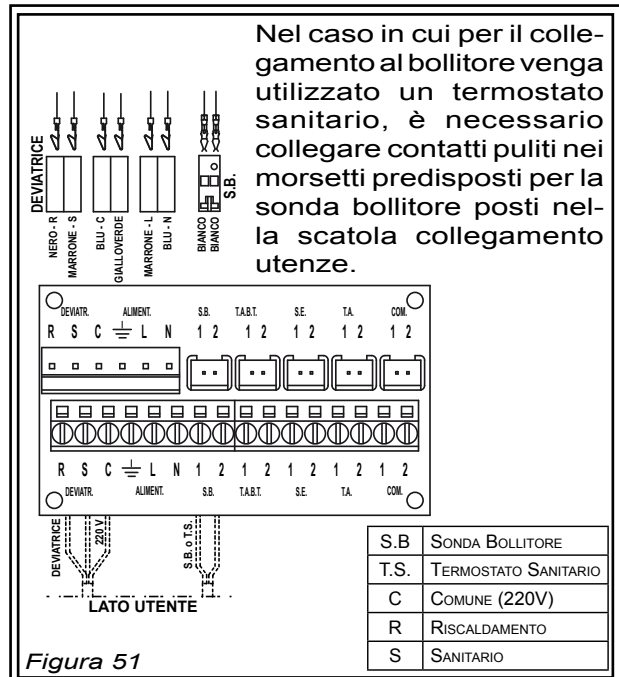 Nel caso in cui per il colle-
gamento al bollitore venga
utilizzato un termostato
sanitario, è necessario
collegare contatti puliti nei
morsetti predisposti per la
sonda bollitore posti nel-
la scatola collegamento
utenze.
DEVIATRICE
NERO - R
MARRONE - S
BLU - C
GIALLOVERDE
MARRONE - L
BLU - N
BIANCO
BIANCO
S.B.
DEVIATR. ALIMENT. S.B. T.A.B.T. S.E. T.A. COM.
R S C L N 1 2 1 2 1 2 1 2 1 2
R S C L N 1 2 1 2 1 2 1 2 1 2
DEVIATR. ALIMENT. S.B. T.A.B.T. S.E. T.A. COM.
DEVIATRICE
220 V
S.B. o T.S.
LATO UTENTE
S.B Sonda Bollitore
T.S. Termostato Sanitario
C Comune (220V)
R Riscaldamento
S Sanitario
Figura 51